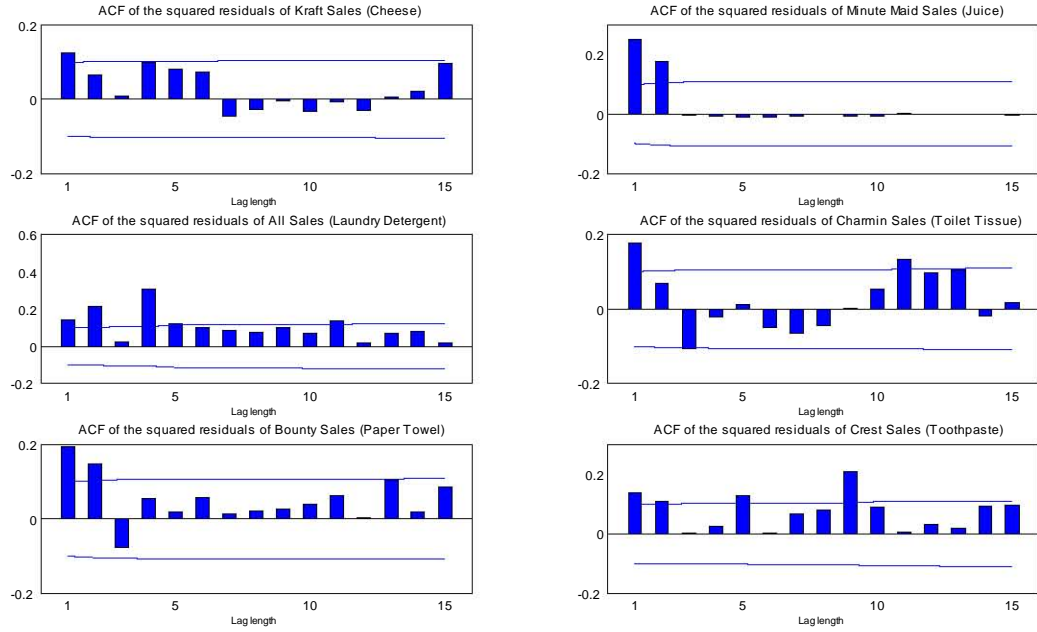 ACF of the squared residuals of Kraft Sales (Cheese)
0.2
0
-0.2
1 5 10 15
Lag length
ACF of the squared residuals of Minute Maid Sales (Juice)
0.2
0
-0.2
1 5 10 15
Lag length
ACF of the squared residuals of All Sales (Laundry Detergent)
0.6
0.4
0.2
0
-0.2
1 5 10 15
Lag length
ACF of the squared residuals of Charmin Sales (Toilet Tissue)
0.2
0
-0.2
1 5 10 15
Lag length
ACF of the squared residuals of Bounty Sales (Paper Towel)
0.2
0
-0.2
1 5 10 15
Lag length
ACF of the squared residuals of Crest Sales (Toothpaste)
0.2
0
-0.2
1 5 10 15
Lag length